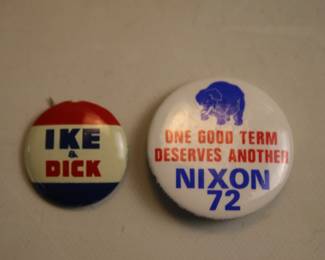 IKE
&
DICK
ONE GOOD TERM
DESERVES ANOTHER
NIXON
72